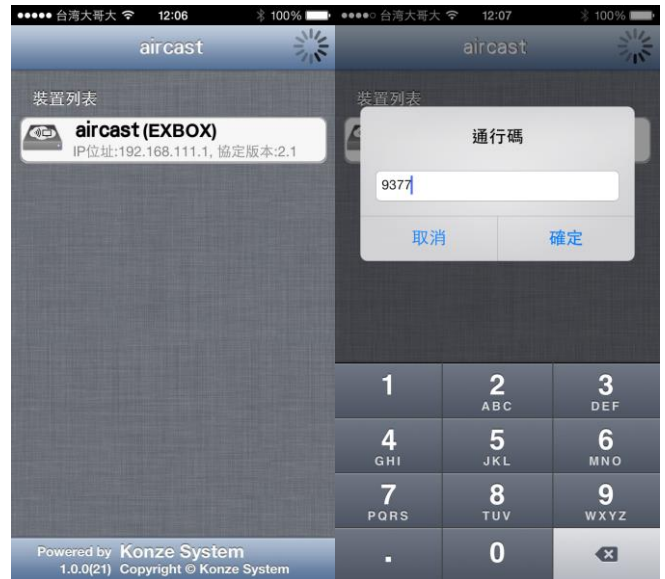 台湾大哥大 12:06 100%
aircast
裝置列表
aircast (EXBOX)
IP位址:192.168.111.1, 協定版本:2.1
Powered by Konze System
1.0.0(21) Copyright © Konze System
台湾大哥大 12:07 100%
aircast
裝置列表
通行碼
9377
取消 確定
1 2 3
ABC DEF
4 5 6
GHI JKL MNO
7 8 9
PQRS TUV WXYZ
. 0